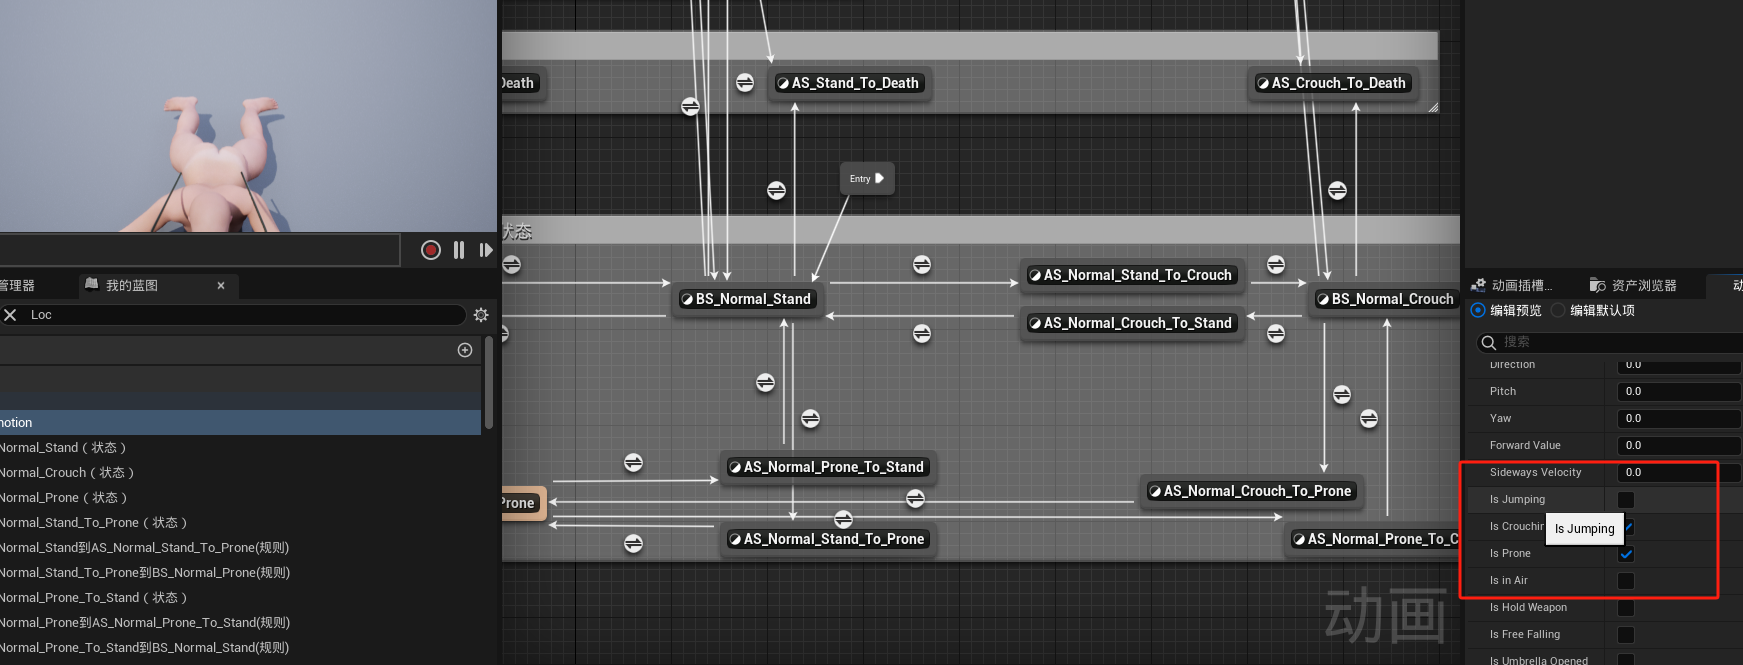 Death
AS_Stand_To_Death
AS_Crouch_To_Death
Entry
状态
AS_Normal_Stand_To_Crouch
BS_Normal_Stand
BS_Normal_Crouch
AS_Normal_Crouch_To_Stand
AS_Normal_Prone_To_Stand
Prone
AS_Normal_Crouch_To_Prone
AS_Normal_Stand_To_Prone
AS_Normal_Prone_To_C
动画
管理器
我的蓝图
Loc
motion
Normal_Stand（状态）
Normal_Crouch（状态）
Normal_Prone（状态）
Normal_Stand_To_Prone（状态）
Normal_Stand到AS_Normal_Stand_To_Prone(规则)
Normal_Stand_To_Prone到BS_Normal_Prone(规则)
Normal_Prone_To_Stand（状态）
Normal_Prone到AS_Normal_Prone_To_Stand(规则)
Normal_Prone_To_Stand到BS_Normal_Stand(规则)
动画插槽...
资产浏览器
动
编辑预览
编辑默认项
搜索
Direction 0.0
Pitch 0.0
Yaw 0.0
Forward Value 0.0
Sideways Velocity 0.0
Is Jumping
Is Crouchin
Is Jumping
Is Prone
Is in Air
Is Hold Weapon
Is Free Falling
Is Umbrella Opened